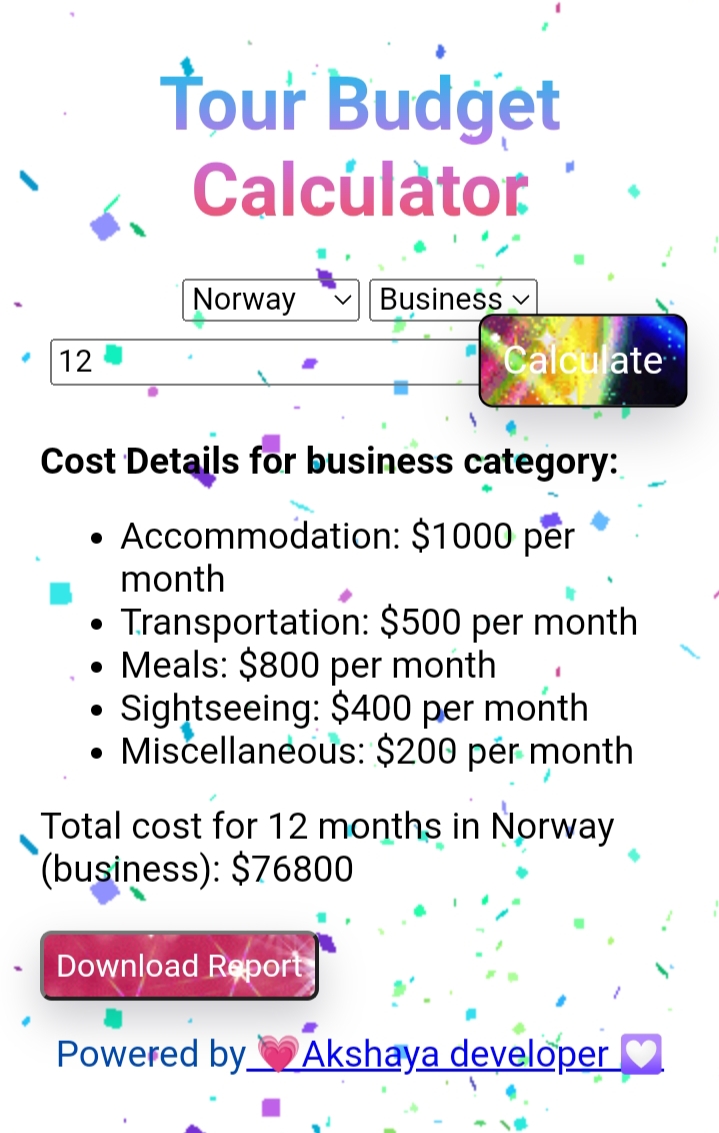 Tour Budget
Calculator
Norway Business
12 Calculate
Cost Details for business category:
• Accommodation: $1000 per
month
• Transportation: $500 per month
• Meals: $800 per month
• Sightseeing: $400 per month
• Miscellaneous: $200 per month
Total cost for 12 months in Norway
(business): $76800
Download Report
Powered by 💗Akshaya developer 💟